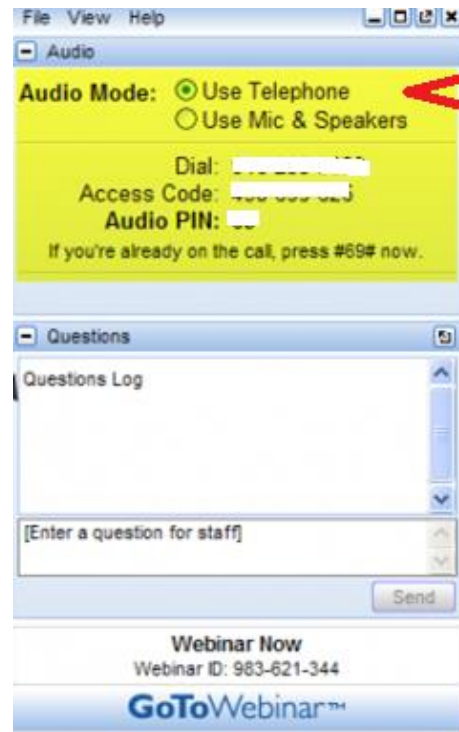 File View Help
Audio
Audio Mode: Use Telephone
Use Mic & Speakers
Dial:
Access Code:
Audio PIN:
If you're already on the call, press #69# now.
Questions
Questions Log
[Enter a question for staff]
Send
Webinar Now
Webinar ID: 983-621-344
GoToWebinar™